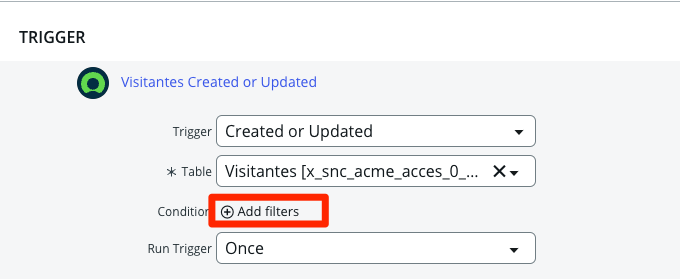 TRIGGER
Visitantes Created or Updated
Trigger Created or Updated
* Table Visitantes [x_snc_acme_acces_0_...
Condition Add filters
Run Trigger Once